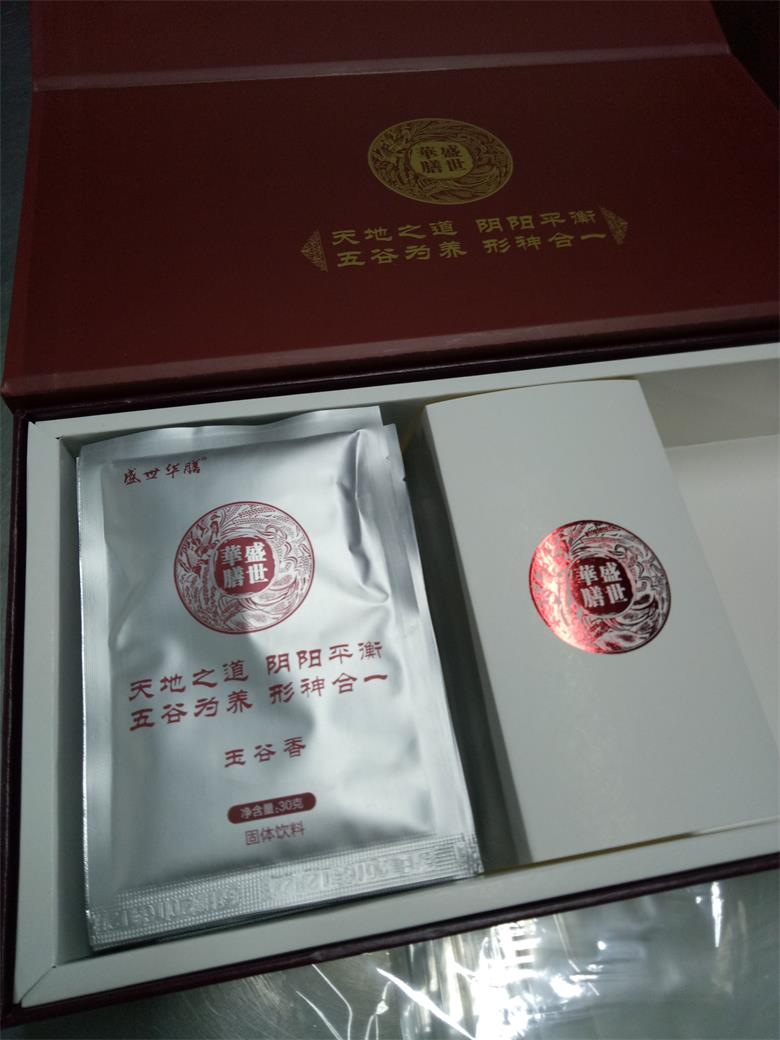 華盛
膳世
天地之道 阴阳平衡
五谷为养 形神合一
盛世华膳
華盛
膳世
天地之道 阴阳平衡
五谷为养 形神合一
玉谷香
净含量:30克
固体饮料
華盛
膳世